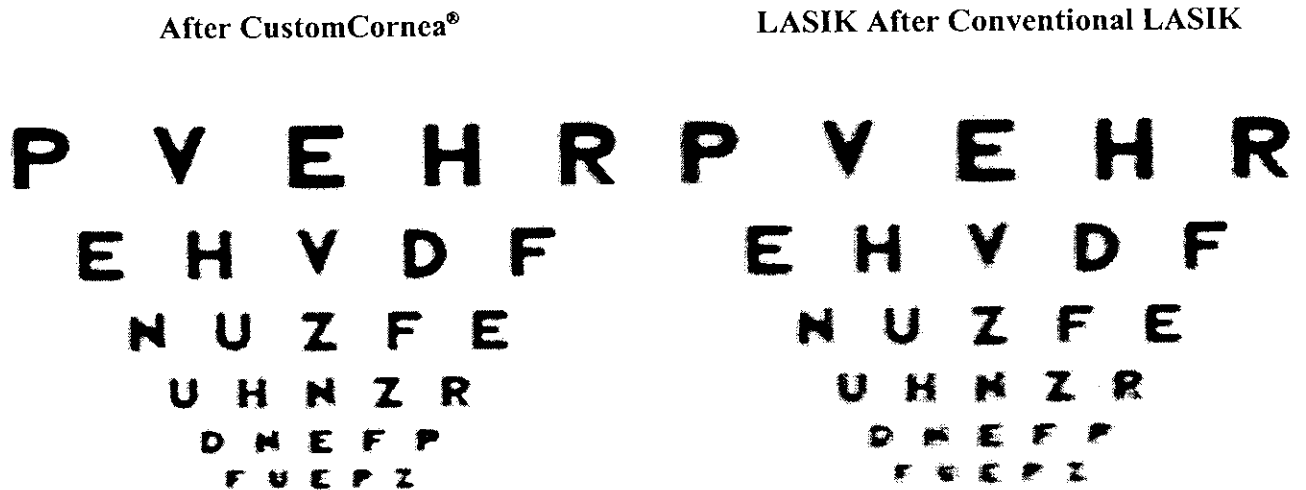 After CustomCornea®
LASIK After Conventional LASIK
P V E H R
E H V D F
N U Z F E
U H N Z R
D N E F P
F U E P Z
P V E H R
E H V D F
N U Z F E
U H N Z R
D N E F P
F U E P Z